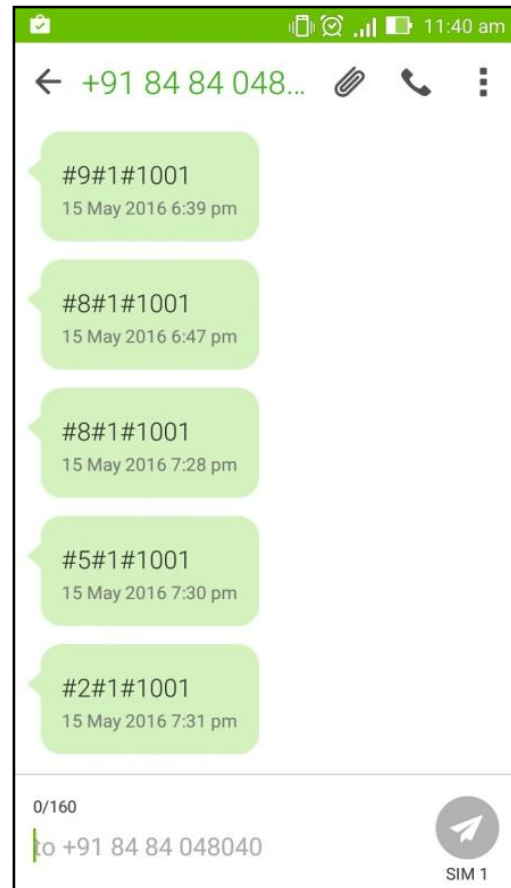 11:40 am
+91 84 84 048...
#9#1#1001
15 May 2016 6:39 pm
#8#1#1001
15 May 2016 6:47 pm
#8#1#1001
15 May 2016 7:28 pm
#5#1#1001
15 May 2016 7:30 pm
#2#1#1001
15 May 2016 7:31 pm
0/160
to +91 84 84 048040
SIM 1